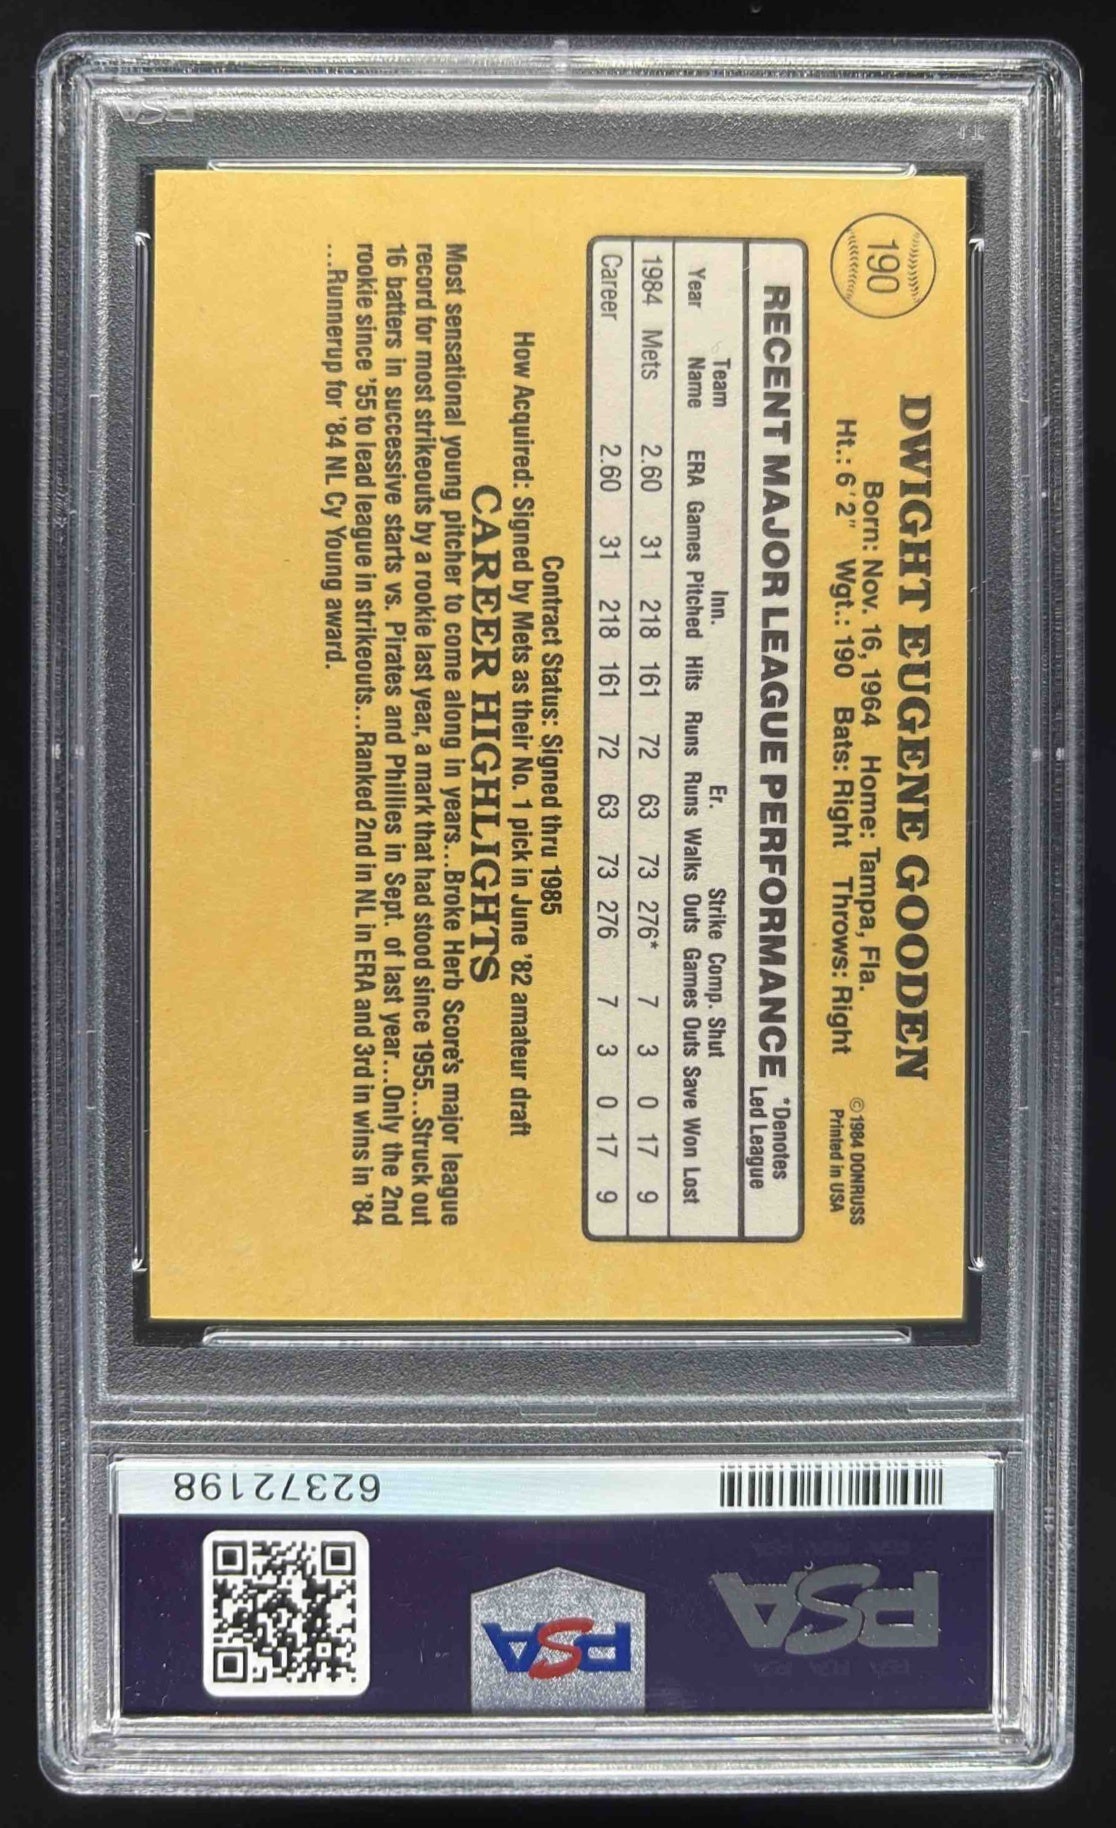 190
DWIGHT EUGENE GOODEN
Born: Nov. 16, 1964 Home: Tampa, Fla.
Ht.: 6'2" Wgt.: 190 Bats: Right Throws: Right
©1984 DONRUSS
Printed in USA
RECENT MAJOR LEAGUE PERFORMANCE
*Denotes
Led League
Team Inn. Er. Strike Comp. Shut
Year Name ERA Games Pitched Hits Runs Runs Walks Outs Games Outs Save Won Lost
1984 Mets 2.60 31 218 161 72 63 73 276* 7 3 0 17 9
Career 2.60 31 218 161 72 63 73 276 7 3 0 17 9
Contract Status: Signed thru 1985
How Acquired: Signed by Mets as their No. 1 pick in June '82 amateur draft
CAREER HIGHLIGHTS
Most sensational young pitcher to come along in years...Broke Herb Score's major league
record for most strikeouts by a rookie last year, a mark that had stood since 1955...Struck out
16 batters in successive starts vs. Pirates and Phillies in Sept. of last year...Only the 2nd
rookie since '55 to lead league in strikeouts...Ranked 2nd in NL in ERA and 3rd in wins in '84
...Runnerup for '84 NL Cy Young award.
62372198
PSA
PSA
PSA